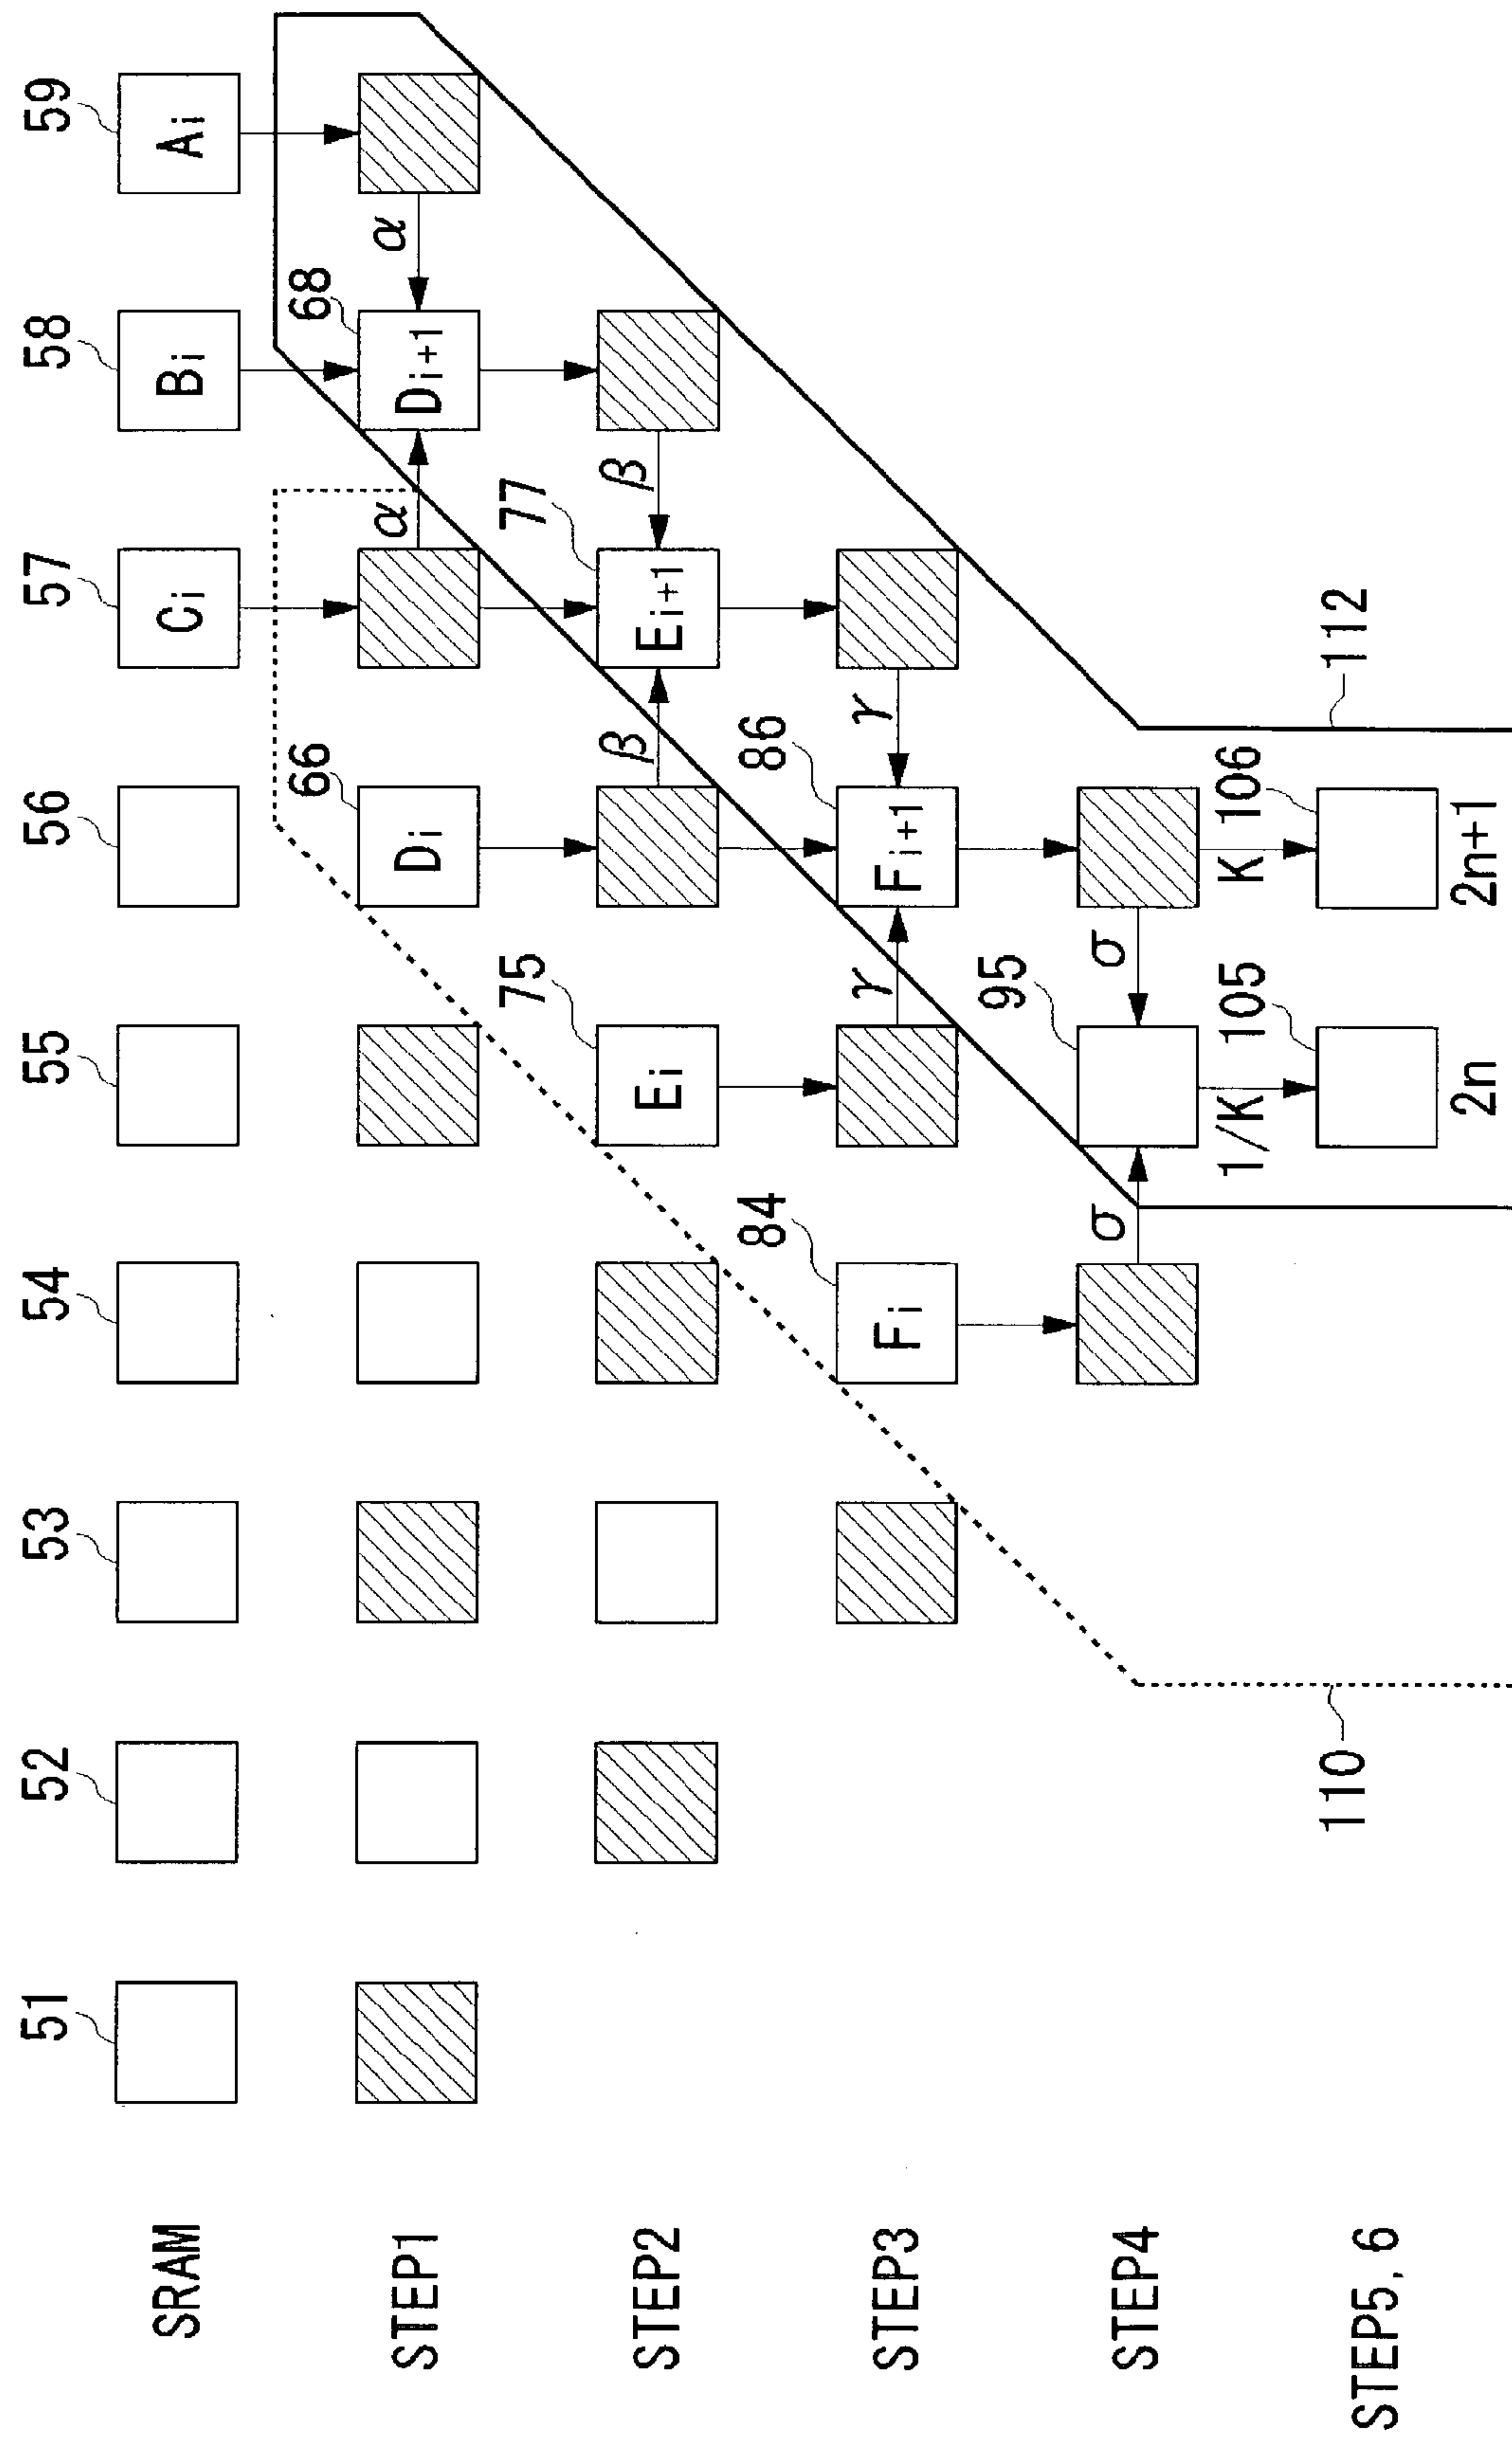 51 52 53 54 55 56 57 58 59
SRAM Ci Bi Ai
66 68
α α
STEP1 Di Di+1
75 77
β β
STEP2 Ei Ei+1
84 86
γ γ
STEP3 Fi Fi+1
95
σ σ
STEP4
1/K 105 K 106
110 112
STEP5, 6
2n 2n+1